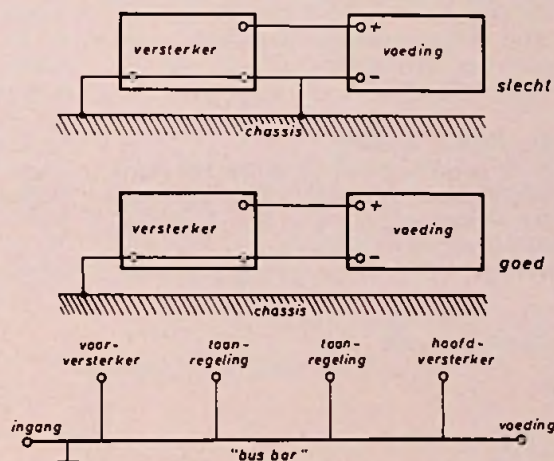 versterker
+
voeding
-
slecht
chassis
versterker
+
voeding
-
goed
chassis
voor-
versterker
toon-
regeling
toon-
regeling
hoofd-
versterker
ingang
voeding
"bus bar"